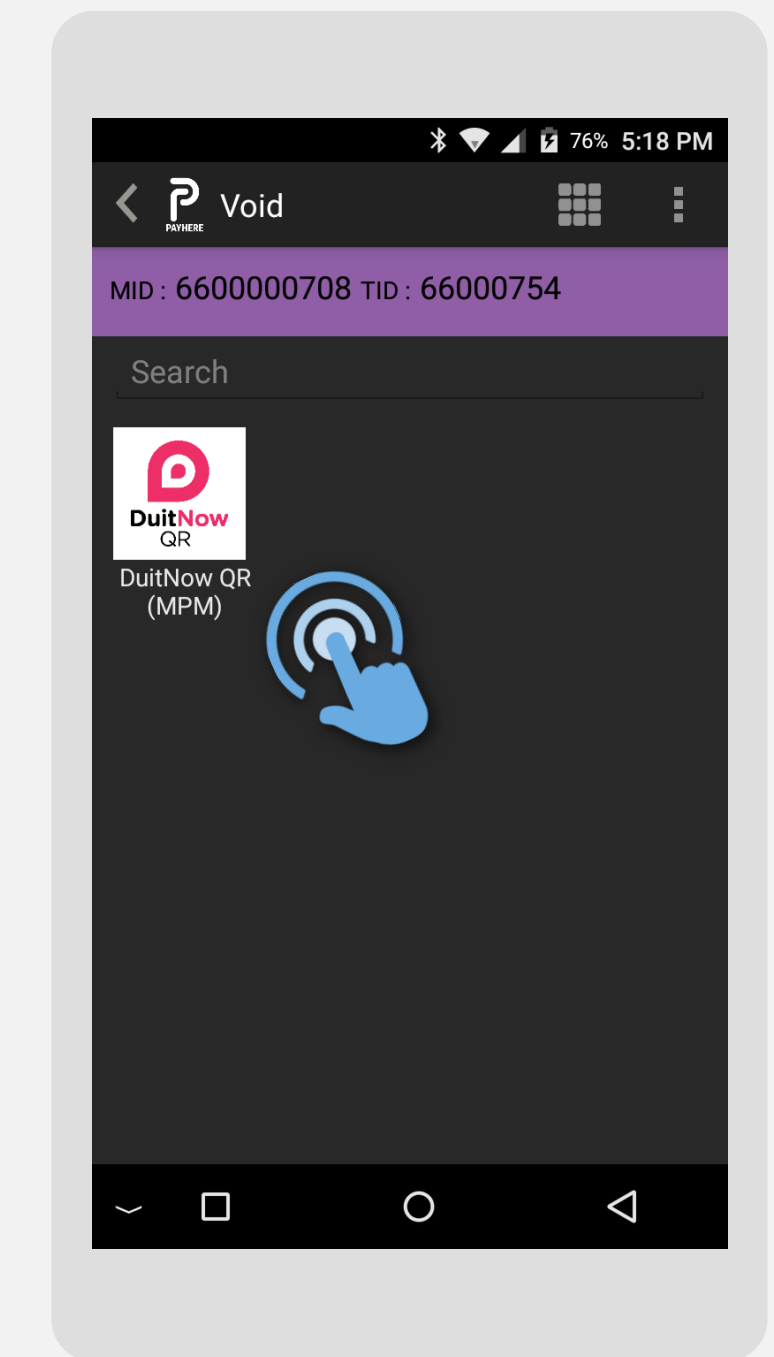 76% 5:18 PM
PAYHERE Void
MID : 6600000708 TID : 66000754
Search
DuitNow
QR
DuitNow QR
(MPM)